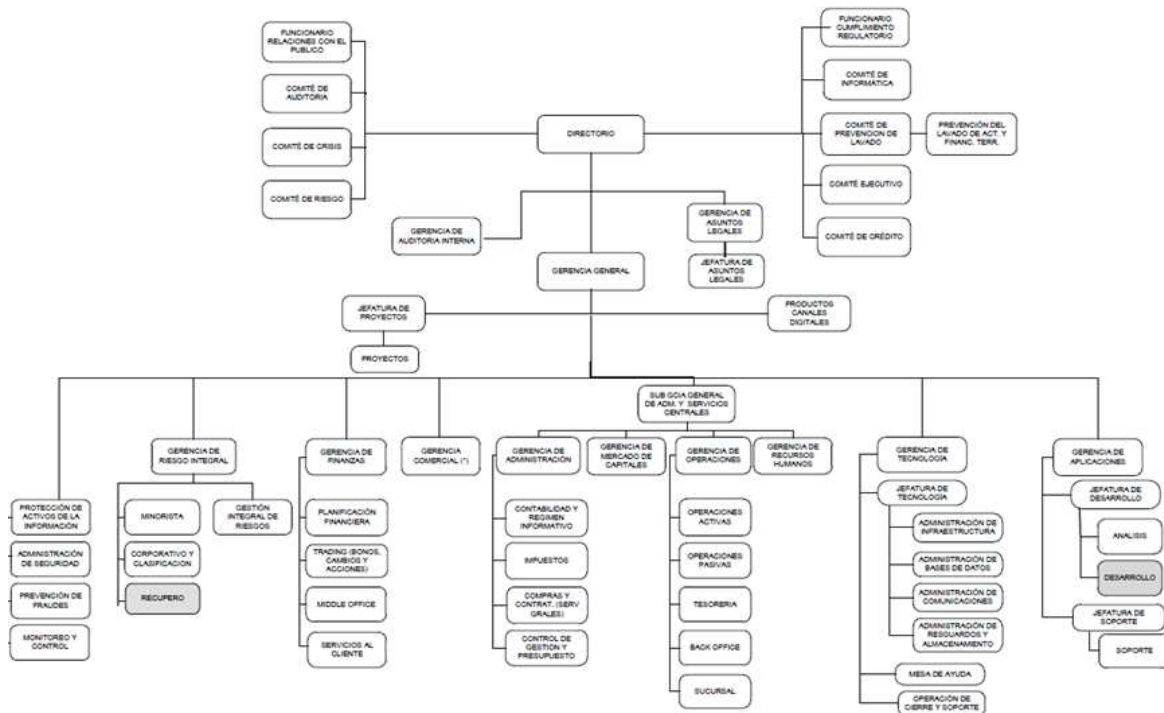 FUNCIONARIO
RELACIONES CON EL
PUBLICO
COMITÉ DE
AUDITORIA
COMITÉ DE CRISIS
COMITÉ DE RIESGO
DIRECTORIO
FUNCIONARIO
CUMPLIMIENTO
REGULATORIO
COMITÉ DE
INFORMÁTICA
COMITÉ DE
PREVENCION DE
LAVADO
PREVENCIÓN DEL
LAVADO DE ACT. Y
FINANC. TERR.
COMITÉ EJECUTIVO
COMITÉ DE CRÉDITO
GERENCIA DE
AUDITORIA INTERNA
GERENCIA DE
ASUNTOS
LEGALES
JEFATURA DE
ASUNTOS
LEGALES
GERENCIA GENERAL
JEFATURA DE
PROYECTOS
PROYECTOS
PRODUCTOS
CANALES
DIGITALES
SUB GCIA GENERAL
DE ADM. Y SERVICIOS
CENTRALES
GERENCIA DE
RIESGO INTEGRAL
GERENCIA DE
FINANZAS
GERENCIA
COMERCIAL (*)
GERENCIA DE
ADMINISTRACIÓN
GERENCIA DE
MERCADO DE
CAPITALES
GERENCIA DE
OPERACIONES
GERENCIA DE
RECURSOS
HUMANOS
GERENCIA DE
TECNOLOGÍA
GERENCIA DE
APLICACIONES
PROTECCIÓN DE
ACTIVOS DE LA
INFORMACIÓN
ADMINISTRACIÓN
DE SEGURIDAD
PREVENCIÓN DE
FRAUDES
MONITOREO Y
CONTROL
MINORISTA
CORPORATIVO Y
CLASIFICACION
RECUPERO
GESTIÓN
INTEGRAL DE
RIESGOS
PLANIFICACIÓN
FINANCIERA
TRADING (BONOS,
CAMBIOS Y
ACCIONES)
MIDDLE OFFICE
SERVICIOS AL
CLIENTE
CONTABILIDAD Y
REGIMEN
INFORMATIVO
IMPUESTOS
COMPRAS Y
CONTRAT. (SERV
GRALES)
CONTROL DE
GESTION Y
PRESUPUESTO
OPERACIONES
ACTIVAS
OPERACIONES
PASIVAS
TESORERIA
BACK OFFICE
SUCURSAL
JEFATURA DE
TECNOLOGÍA
ADMINISTRACIÓN DE
INFRAESTRUCTURA
ADMINISTRACIÓN DE
BASES DE DATOS
ADMINISTRACIÓN DE
COMUNICACIONES
ADMINISTRACIÓN DE
RESGUARDOS Y
ALMACENAMIENTO
MESA DE AYUDA
OPERACIÓN DE
CIERRE Y SOPORTE
JEFATURA DE
DESARROLLO
ANALISIS
DESARROLLO
JEFATURA DE
SOPORTE
SOPORTE